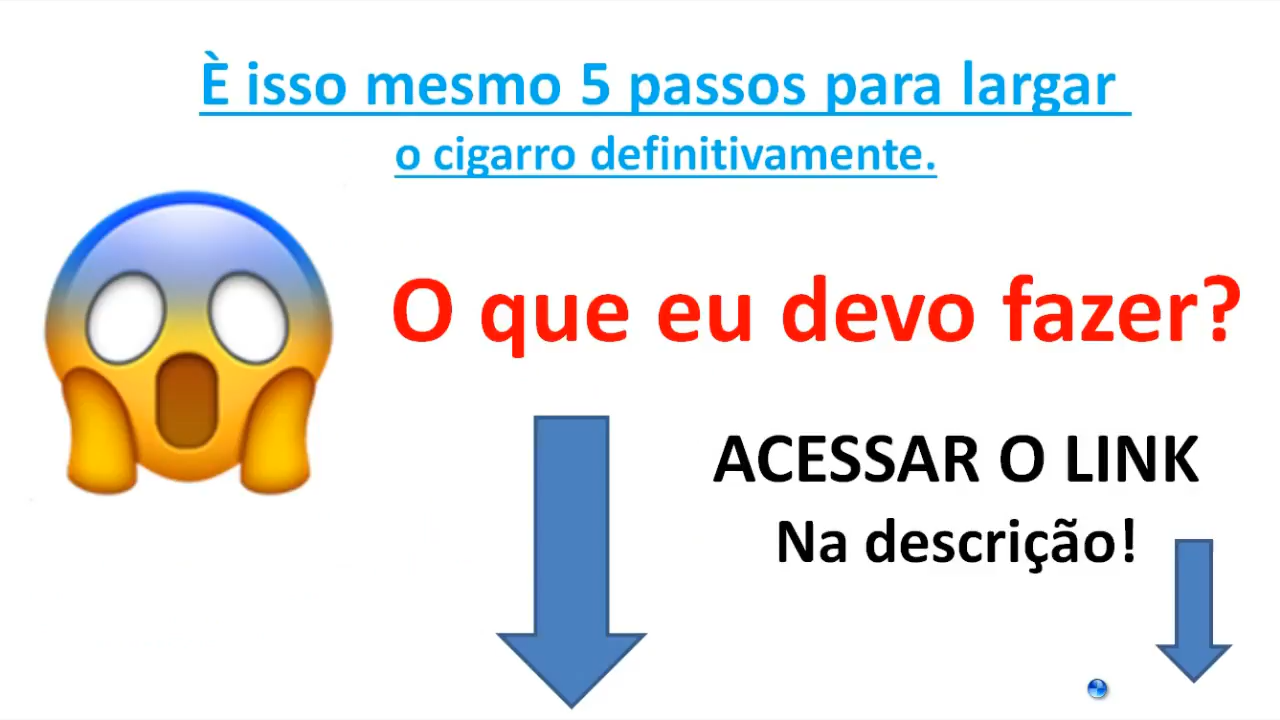 È isso mesmo 5 passos para largar
o cigarro definitivamente.
O que eu devo fazer?
ACESSAR O LINK
Na descrição!